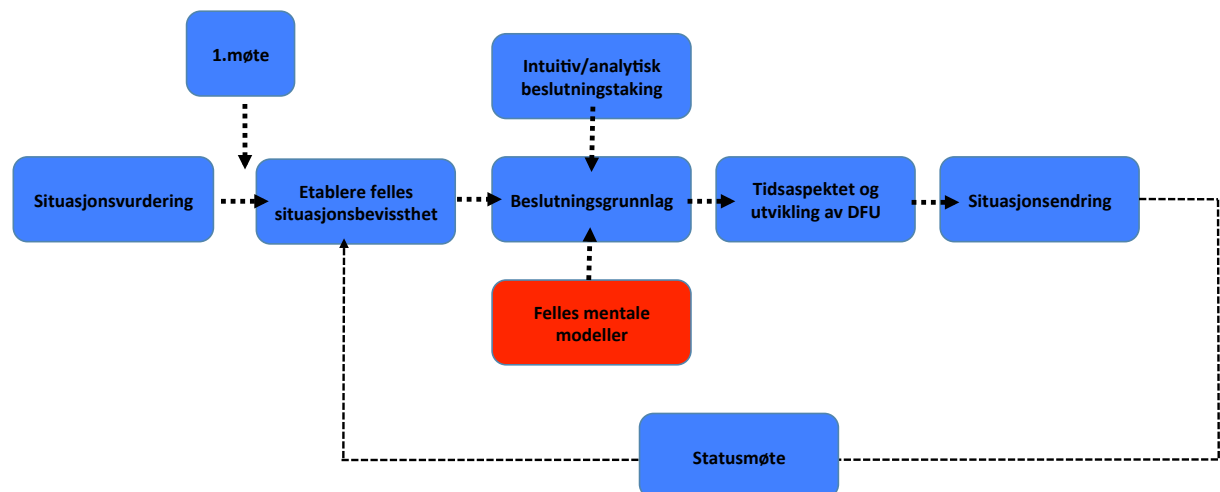 1.møte
Intuitiv/analytisk
beslutningstaking
Situasjonsvurdering
Etablere felles
situasjonsbevissthet
Beslutningsgrunnlag
Tidsaspektet og
utvikling av DFU
Situasjonsendring
Felles mentale
modeller
Statusmøte